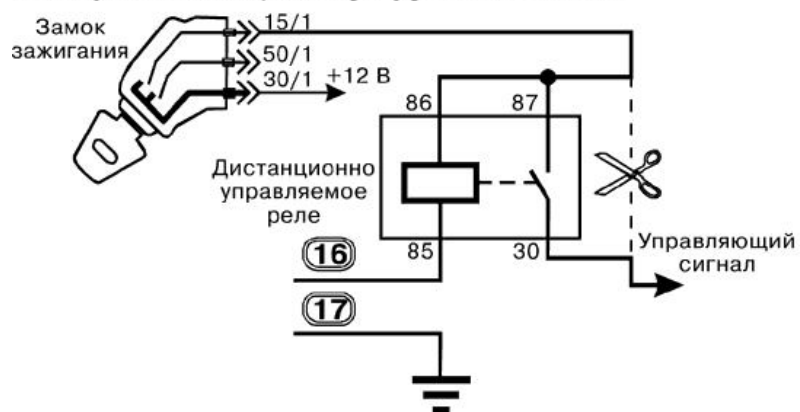 Замок
зажигания
15/1
50/1
30/1
+12 В
86
87
Дистанционно
управляемое
реле
85
30
Управляющий
сигнал
16
17